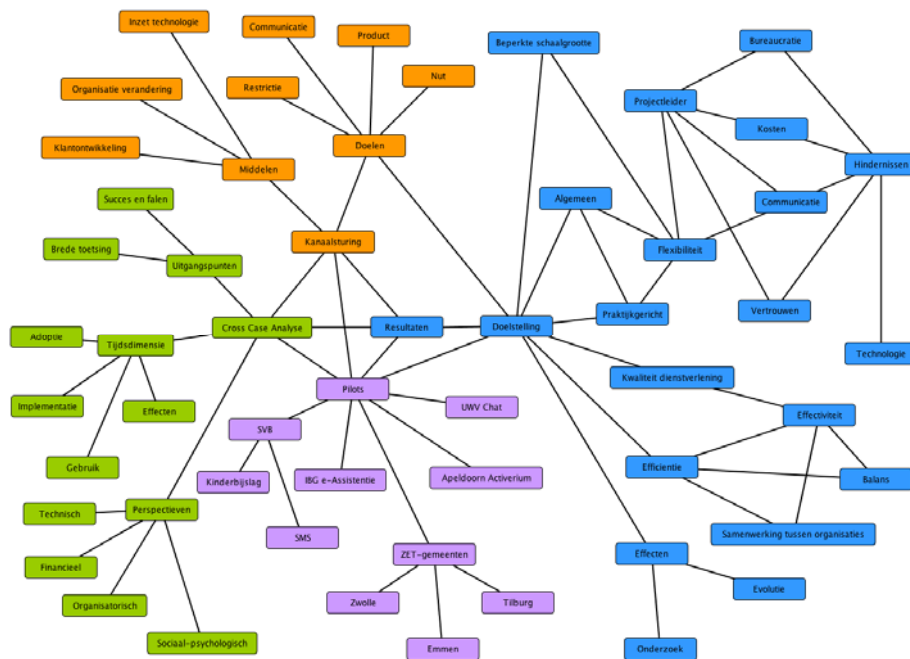 Inzet technologie
Communicatie
Product
Beperkte schaalgrootte
Bureaucratie
Organisatie verandering
Restrictie
Nut
Projectleider
Kosten
Klantontwikkeling
Middelen
Doelen
Hindernissen
Succes en falen
Algemeen
Communicatie
Brede toetsing
Uitgangspunten
Kanaalsturing
Flexibiliteit
Adoptie
Tijdsdimensie
Cross Case Analyse
Resultaten
Doelstelling
Praktijkgericht
Vertrouwen
Technologie
Implementatie
Effecten
Pilots
UWV Chat
Kwaliteit dienstverlening
SVB
Effectiviteit
Gebruik
Kinderbijslag
IBG e-Assistentie
Apeldoorn Activerium
Efficientie
Balans
Technisch
Perspectieven
SMS
Samenwerking tussen organisaties
Financieel
ZET-gemeenten
Effecten
Organisatorisch
Zwolle
Tilburg
Evolutie
Sociaal-psychologisch
Emmen
Onderzoek